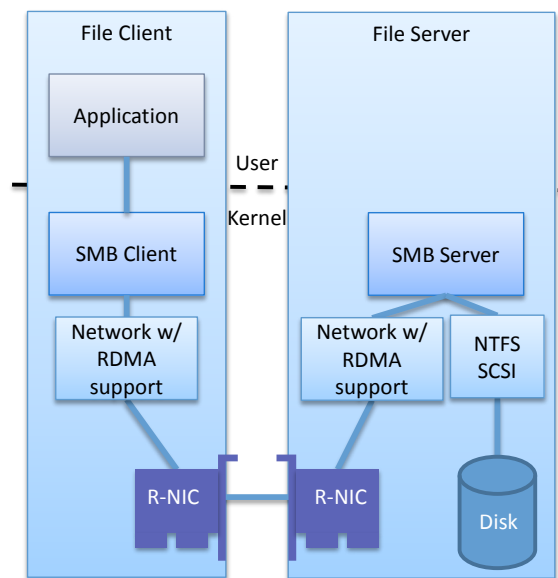 File Client
Application
SMB Client
Network w/
RDMA
support
R-NIC
User
Kernel
File Server
SMB Server
Network w/
RDMA
support
NTFS
SCSI
R-NIC
Disk